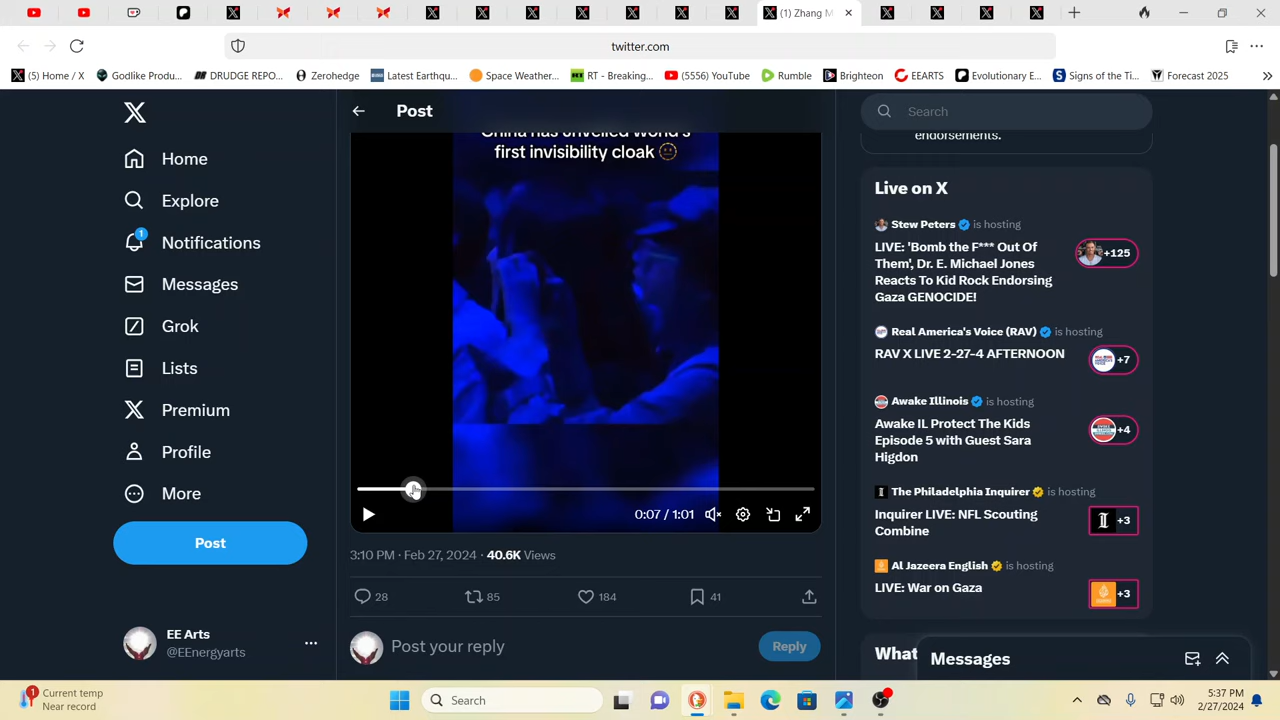 (1) Zhang M
twitter.com
(5) Home / X
Godlike Produ...
DRUDGE REPO...
Zerohedge
Latest Earthqu...
Space Weather...
RT - Breaking...
(5556) YouTube
Rumble
Brighteon
EEARTS
Evolutionary E...
Signs of the Ti...
Forecast 2025
Home
Explore
1
Notifications
Messages
Grok
Lists
Premium
Profile
More
Post
EE Arts
@EEnergyarts
Post
China has unveiled world's
first invisibility cloak
0:07 / 1:01
3:10 PM · Feb 27, 2024 · 40.6K Views
28
85
184
41
Post your reply
Reply
Search
endorsements.
Live on X
Stew Peters is hosting
LIVE: 'Bomb the F*** Out Of
Them', Dr. E. Michael Jones
Reacts To Kid Rock Endorsing
Gaza GENOCIDE!
+125
Real America's Voice (RAV) is hosting
RAV X LIVE 2-27-4 AFTERNOON
+7
Awake Illinois is hosting
Awake IL Protect The Kids
Episode 5 with Guest Sara
Higdon
+4
The Philadelphia Inquirer is hosting
Inquirer LIVE: NFL Scouting
Combine
+3
Al Jazeera English is hosting
LIVE: War on Gaza
+3
What
Messages
1
Current temp
Near record
Search
5:37 PM
2/27/2024